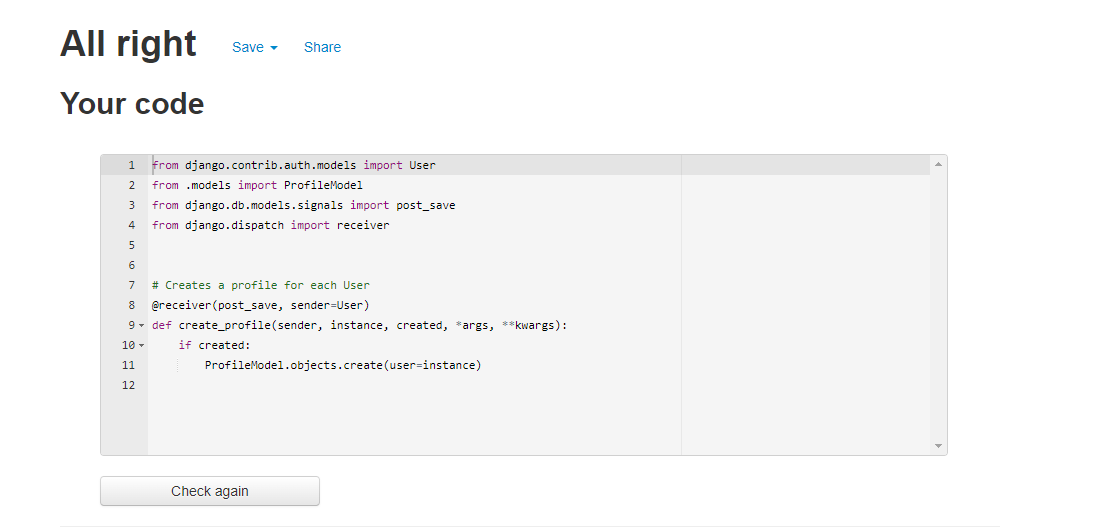 All right Save Share
Your code
1 from django.contrib.auth.models import User
2 from .models import ProfileModel
3 from django.db.models.signals import post_save
4 from django.dispatch import receiver
5
6
7 # Creates a profile for each User
8 @receiver(post_save, sender=User)
9 def create_profile(sender, instance, created, *args, **kwargs):
10     if created:
11         ProfileModel.objects.create(user=instance)
12
Check again